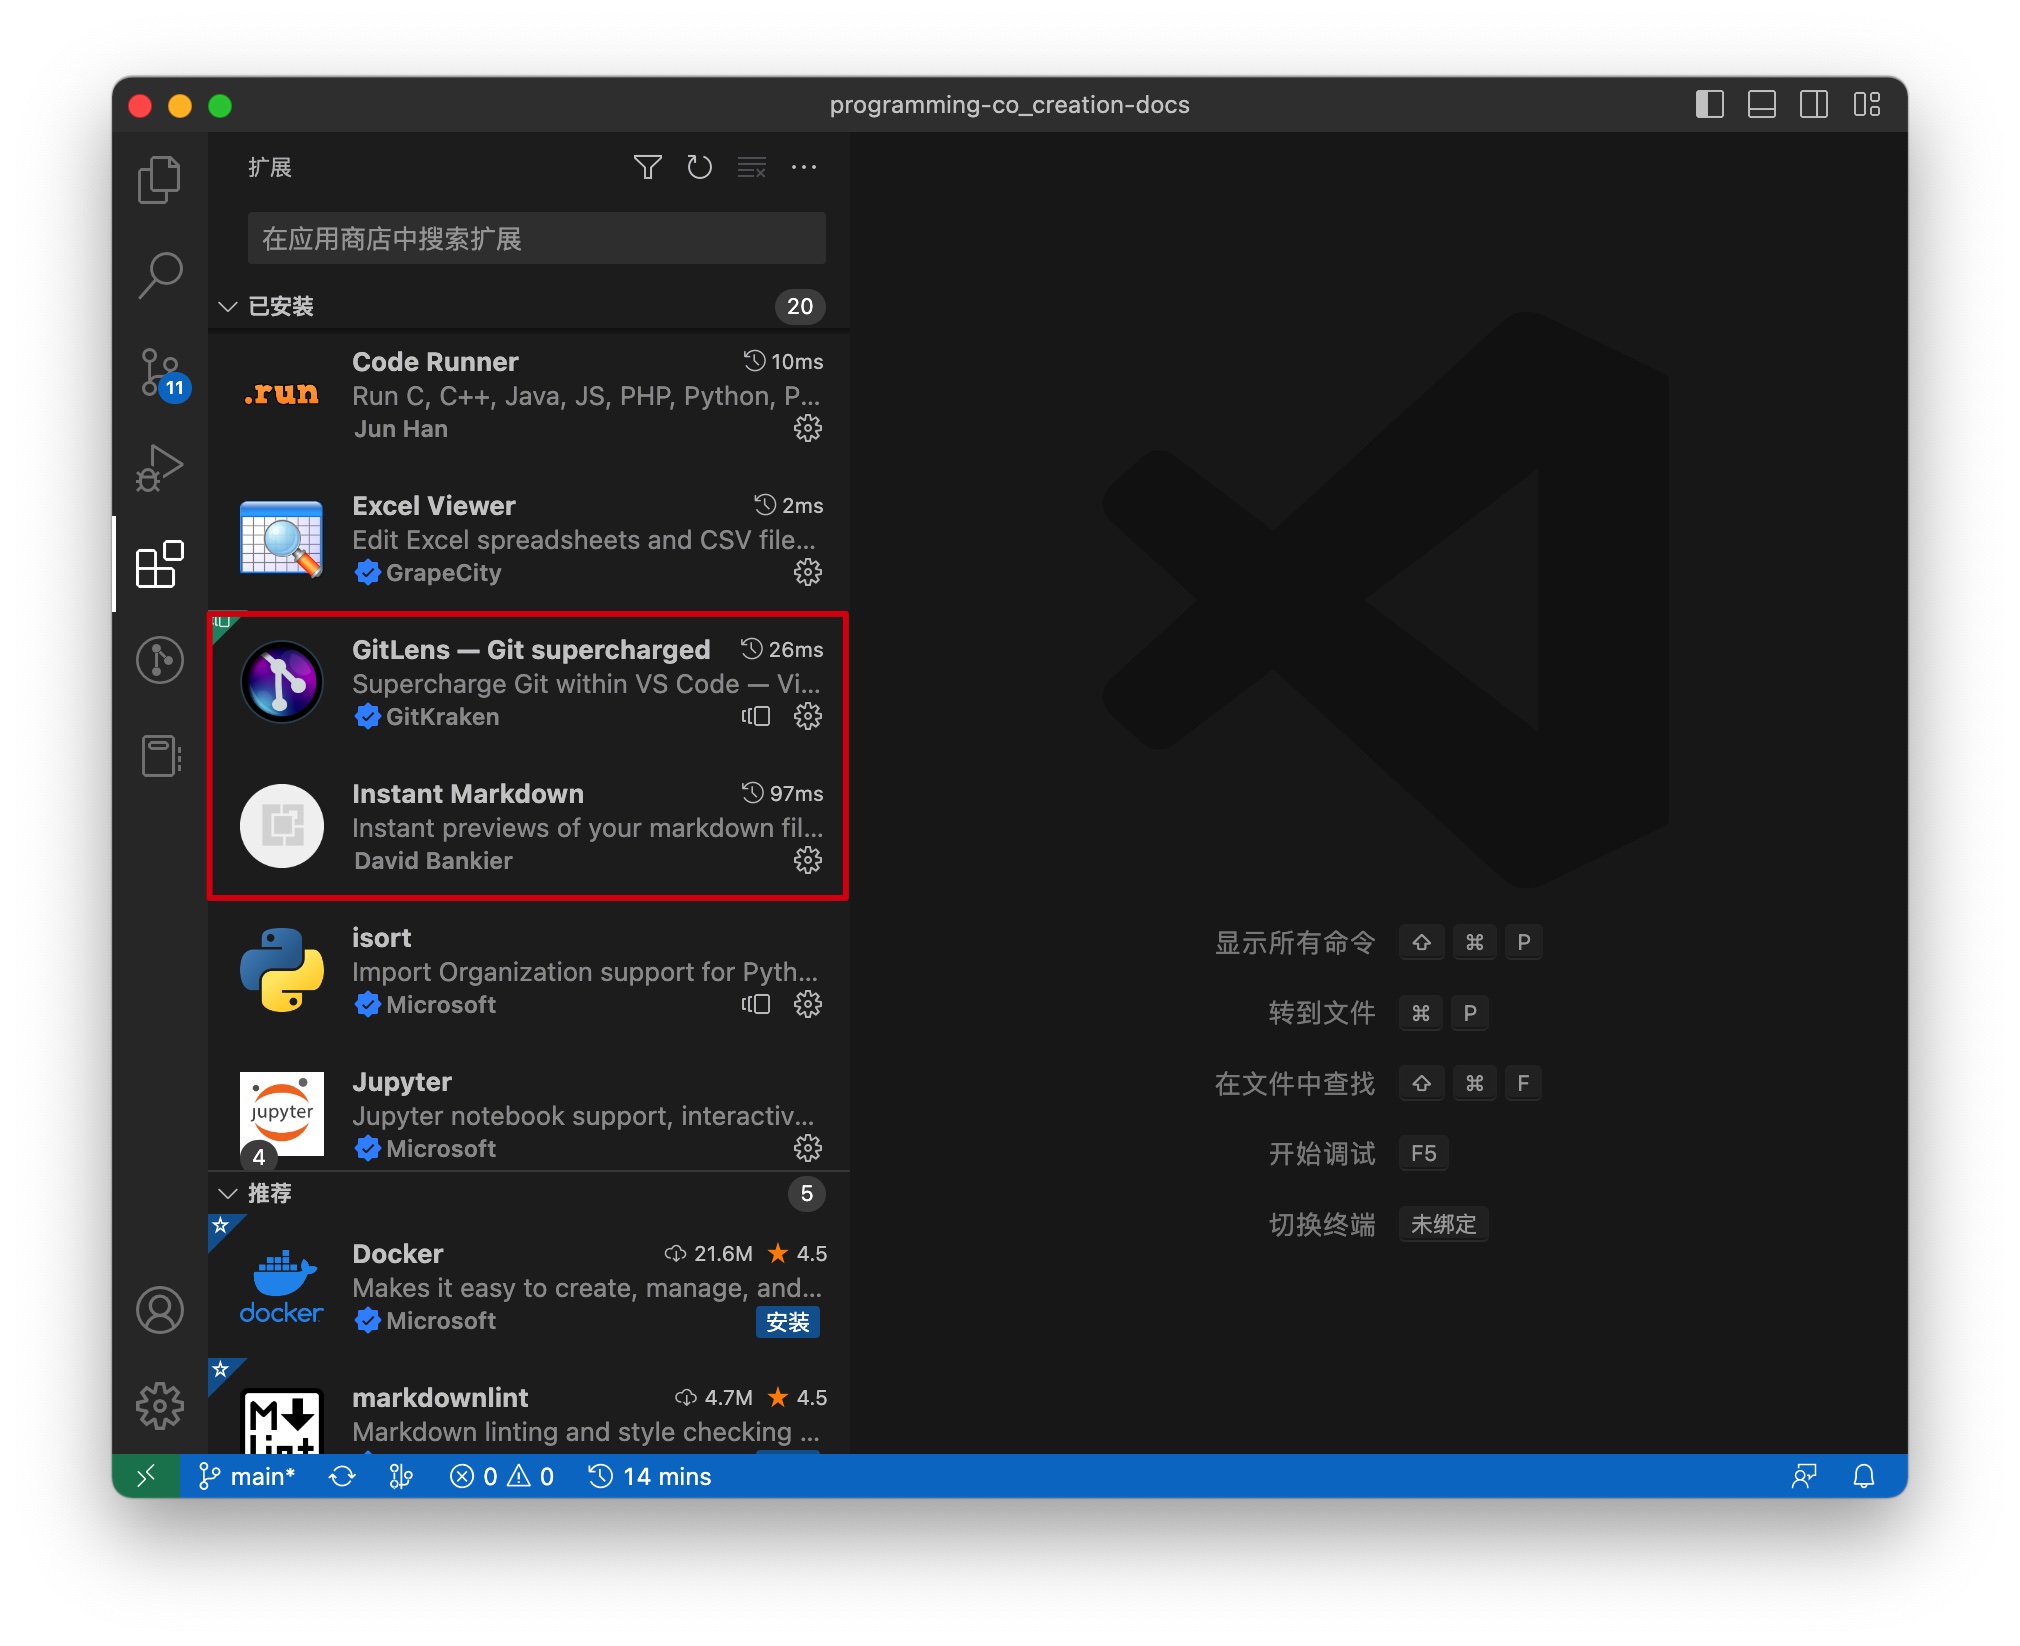 programming-co_creation-docs
扩展
在应用商店中搜索扩展
已安装 20
.run
Code Runner 10ms
Run C, C++, Java, JS, PHP, Python, P...
Jun Han
Excel Viewer 2ms
Edit Excel spreadsheets and CSV file...
GrapeCity
GitLens — Git supercharged 26ms
Supercharge Git within VS Code — Vi...
GitKraken
Instant Markdown 97ms
Instant previews of your markdown fil...
David Bankier
isort
Import Organization support for Pyth...
Microsoft
jupyter
Jupyter
Jupyter notebook support, interactiv...
Microsoft
4
推荐 5
docker
Docker 21.6M 4.5
Makes it easy to create, manage, and...
Microsoft 安装
markdownlint 4.7M 4.5
Markdown linting and style checking ...
M
Lint
11
显示所有命令 ⇧ ⌘ P
转到文件 ⌘ P
在文件中查找 ⇧ ⌘ F
开始调试 F5
切换终端 未绑定
main* 0 0 14 mins